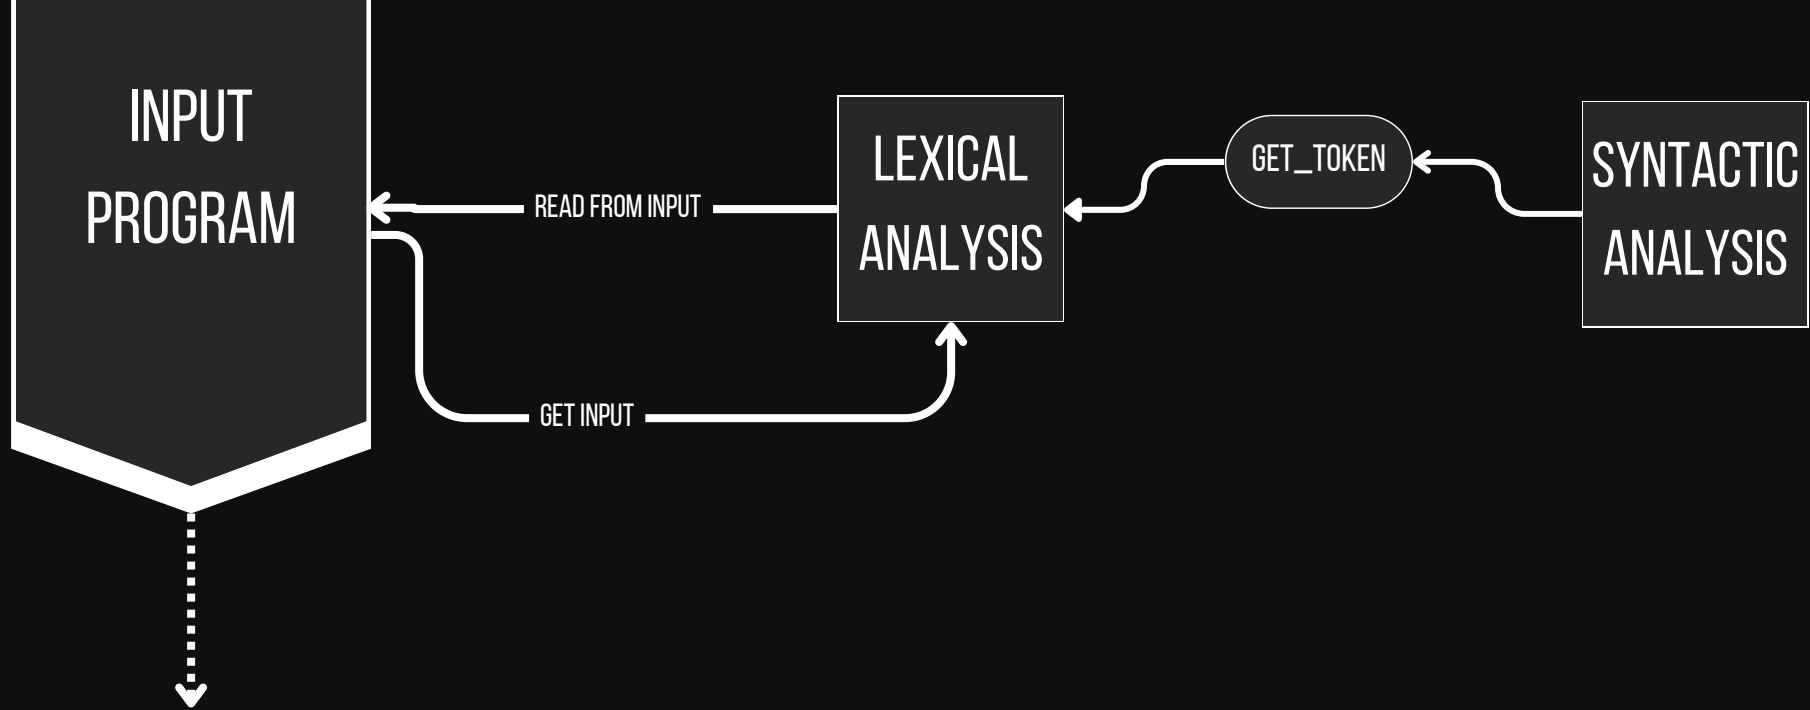 INPUT
PROGRAM
READ FROM INPUT
GET INPUT
LEXICAL
ANALYSIS
GET_TOKEN
SYNTACTIC
ANALYSIS